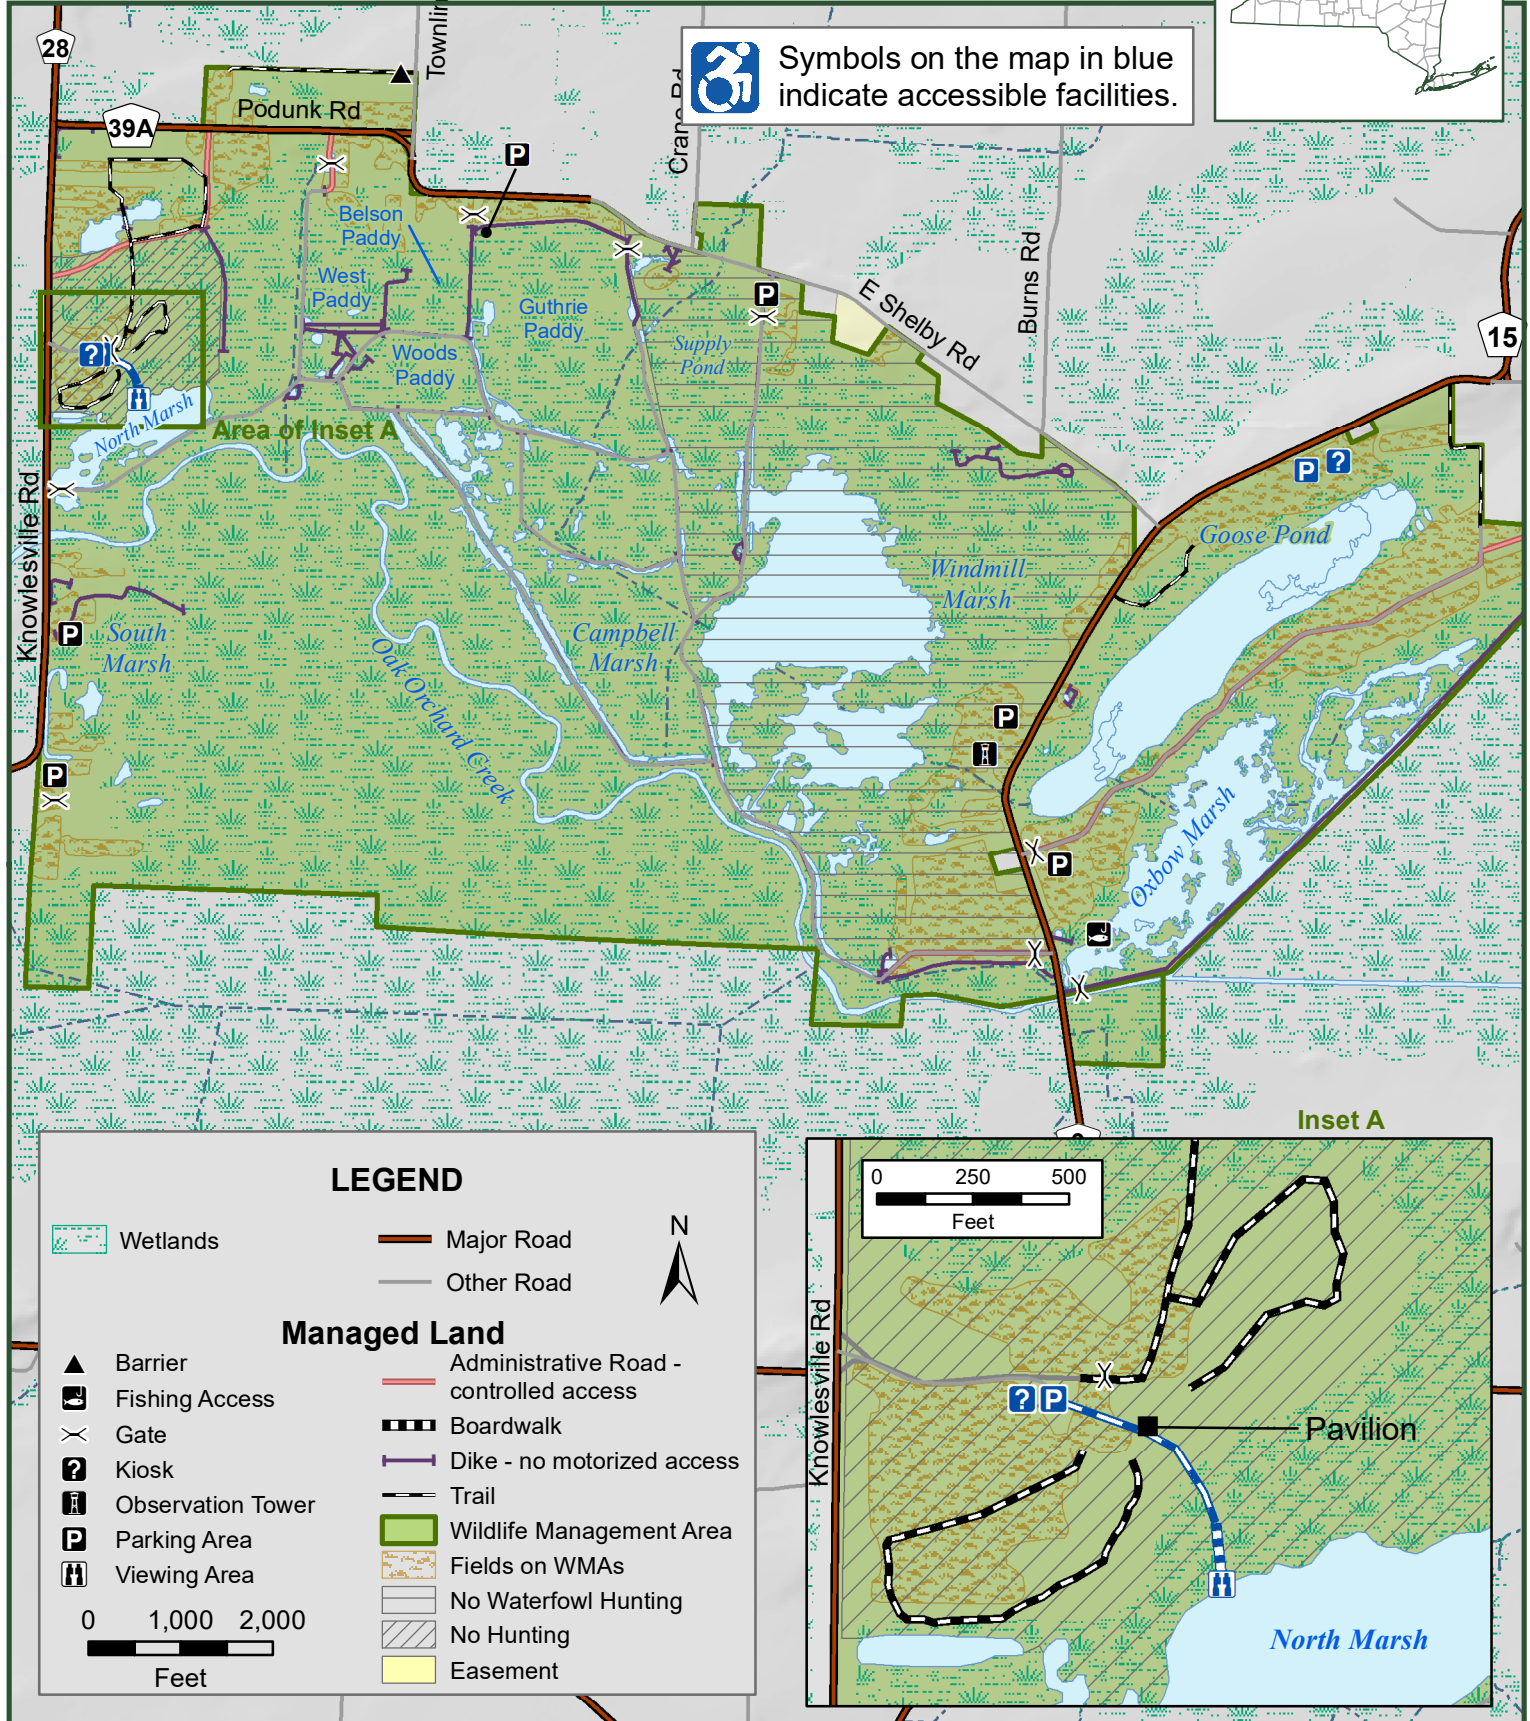 28
Townlin
Podunk Rd
39A
P
Crane Rd
Symbols on the map in blue
indicate accessible facilities.
Belson
Paddy
West
Paddy
Guthrie
Paddy
Woods
Paddy
Supply
Pond
P
E Shelby Rd
Burns Rd
15
?
North Marsh
Area of Inset A
Knowlesville Rd
P
?
Goose Pond
Windmill
Marsh
P
South
Marsh
Oak Orchard Creek
Campbell
Marsh
P
P
Oxbow Marsh
P
Inset A
LEGEND
Wetlands
Major Road
Other Road
N
Managed Land
Barrier
Fishing Access
Gate
? Kiosk
Observation Tower
P Parking Area
Viewing Area
0 1,000 2,000
Feet
Administrative Road -
controlled access
Boardwalk
Dike - no motorized access
Trail
Wildlife Management Area
Fields on WMAs
No Waterfowl Hunting
No Hunting
Easement
0 250 500
Feet
Knowlesville Rd
? P
Pavilion
North Marsh